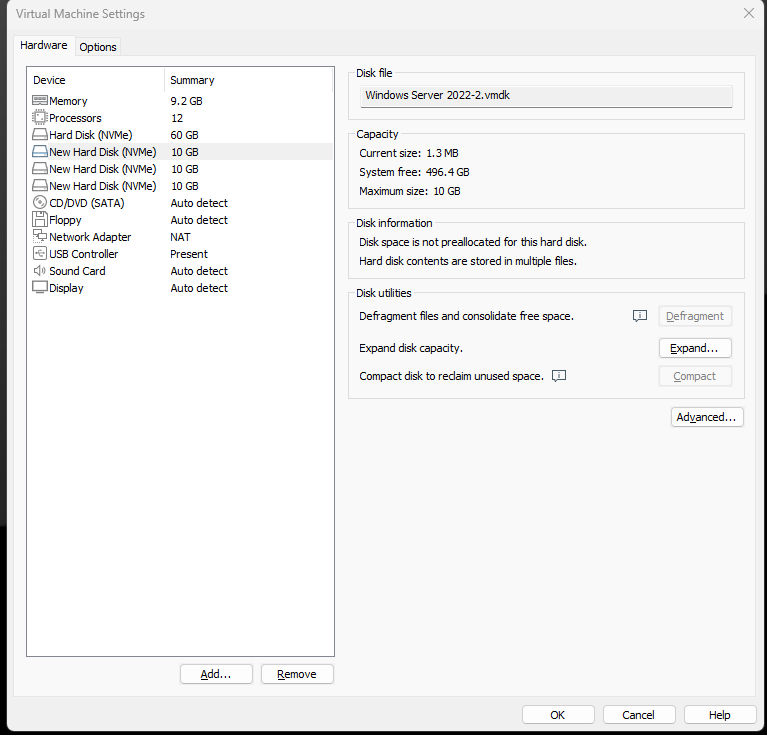 Virtual Machine Settings
Hardware Options
Device Summary
Memory 9.2 GB
Processors 12
Hard Disk (NVMe) 60 GB
New Hard Disk (NVMe) 10 GB
New Hard Disk (NVMe) 10 GB
New Hard Disk (NVMe) 10 GB
CD/DVD (SATA) Auto detect
Floppy Auto detect
Network Adapter NAT
USB Controller Present
Sound Card Auto detect
Display Auto detect
Add... Remove
Disk file
Windows Server 2022-2.vmdk
Capacity
Current size: 1.3 MB
System free: 496.4 GB
Maximum size: 10 GB
Disk information
Disk space is not preallocated for this hard disk.
Hard disk contents are stored in multiple files.
Disk utilities
Defragment files and consolidate free space. Defragment
Expand disk capacity. Expand...
Compact disk to reclaim unused space. Compact
Advanced...
OK Cancel Help